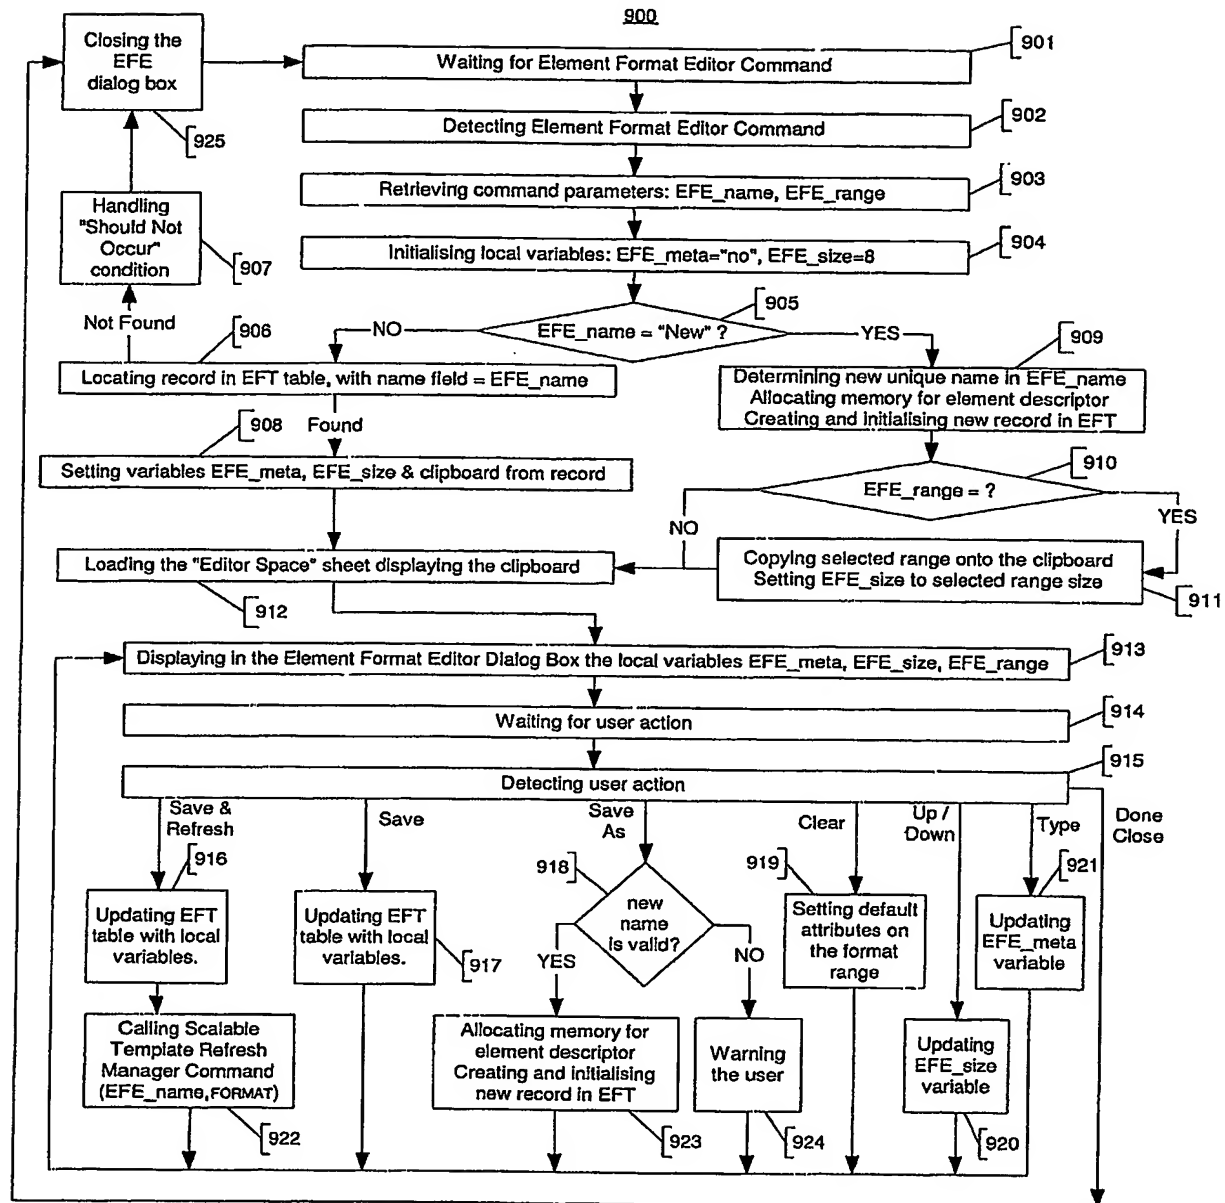 900
Closing the
EFE
dialog box
925
Waiting for Element Format Editor Command
901
Detecting Element Format Editor Command
902
Retrieving command parameters: EFE_name, EFE_range
903
Handling
"Should Not
Occur"
condition
907
Initialising local variables: EFE_meta="no", EFE_size=8
904
Not Found
906
NO
EFE_name = "New" ?
905
YES
909
Locating record in EFT table, with name field = EFE_name
Determining new unique name in EFE_name
Allocating memory for element descriptor
Creating and initialising new record in EFT
908
Found
Setting variables EFE_meta, EFE_size & clipboard from record
910
EFE_range = ?
NO
YES
Loading the "Editor Space" sheet displaying the clipboard
912
Copying selected range onto the clipboard
Setting EFE_size to selected range size
911
Displaying in the Element Format Editor Dialog Box the local variables EFE_meta, EFE_size, EFE_range
913
Waiting for user action
914
Detecting user action
915
Save &
Refresh
Save
Save
As
Clear
Up /
Down
Type
Done
Close
916
Updating EFT
table with local
variables.
Updating EFT
table with local
variables.
917
918
new
name
is valid?
YES
NO
919
Setting default
attributes on
the format
range
921
Updating
EFE_meta
variable
Calling Scalable
Template Refresh
Manager Command
(EFE_name,FORMAT)
922
Allocating memory for
element descriptor
Creating and initialising
new record in EFT
923
Warning
the user
924
Updating
EFE_size
variable
920